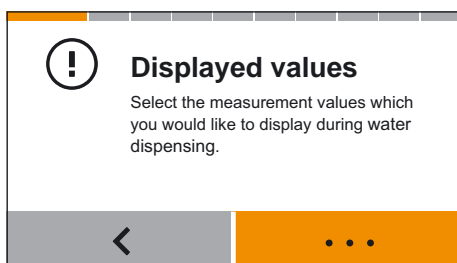 Displayed values
Select the measurement values which
you would like to display during water
dispensing.